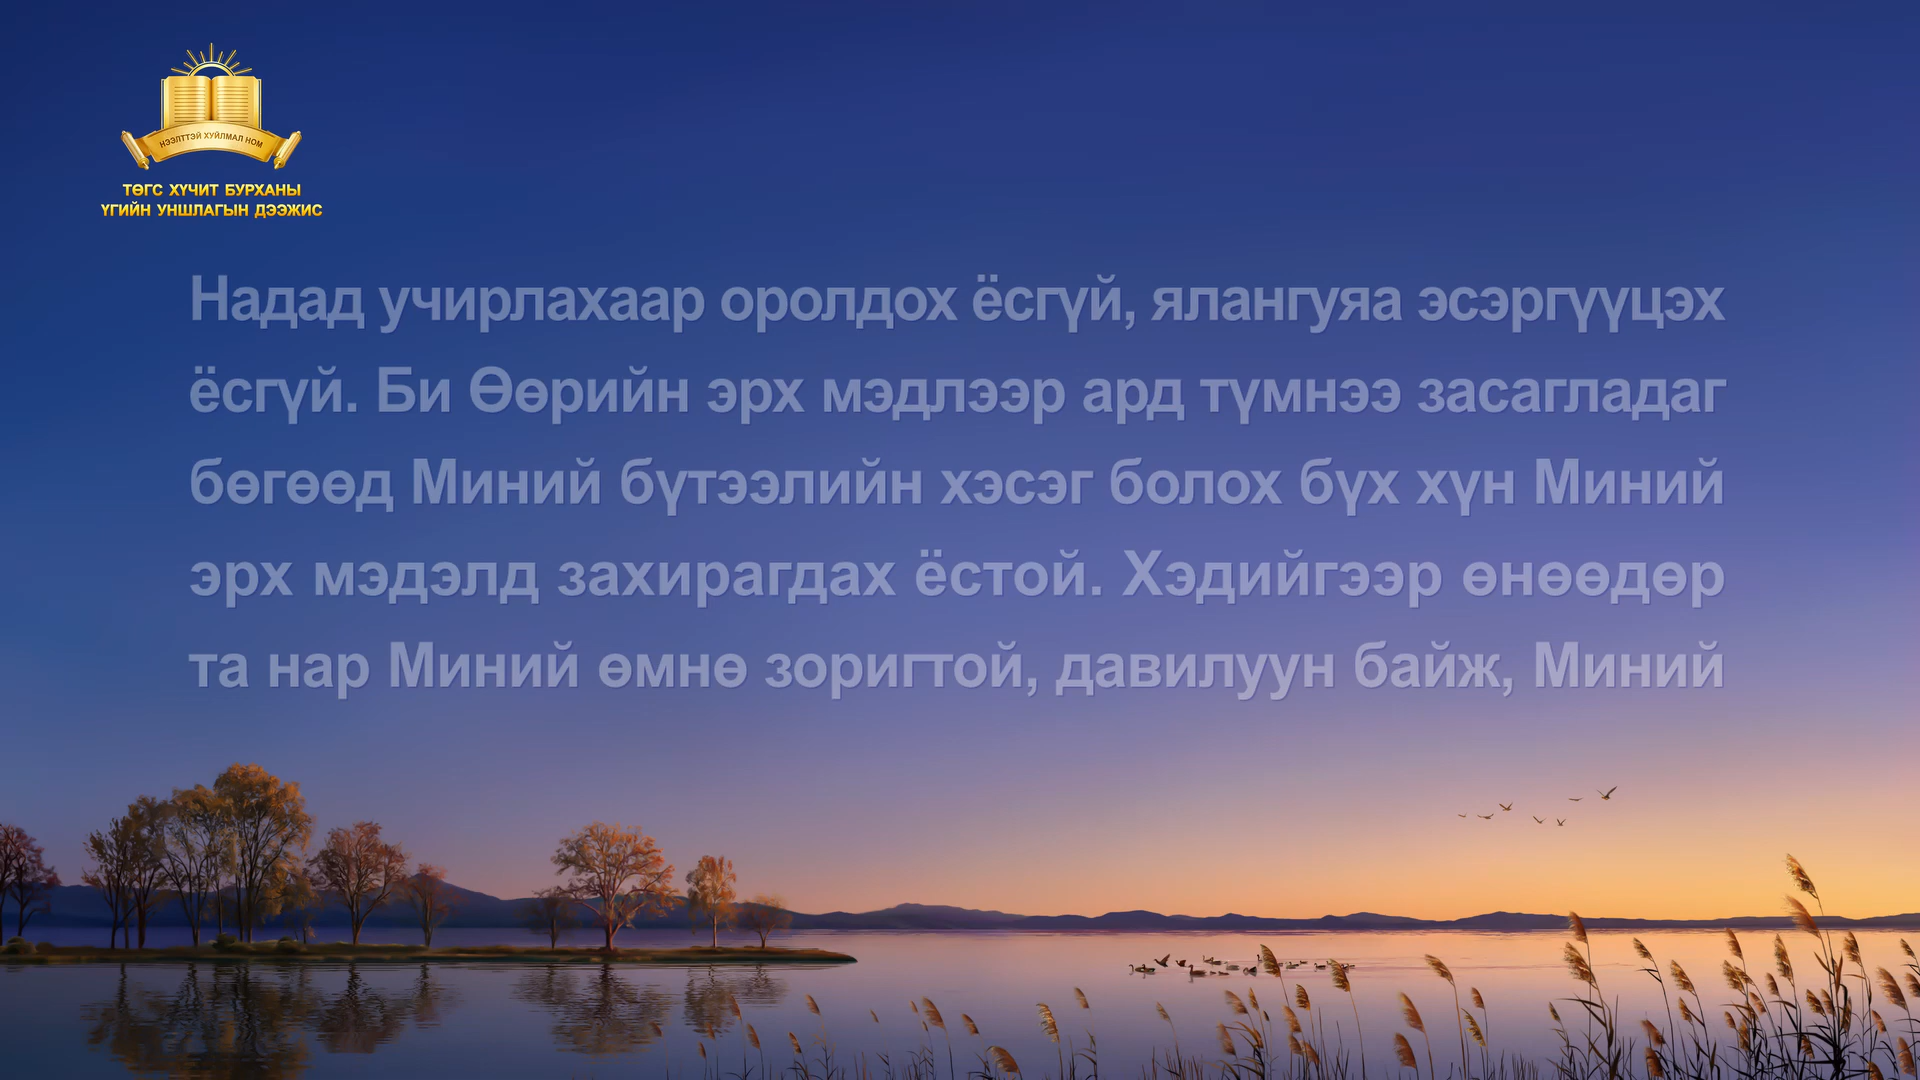 НЭЭЛТТЭЙ ХУЙЛМАЛ НОМ
ТӨГС ХҮЧИТ БУРХАНЫ
ҮГИЙН УНШЛАГЫН ДЭЭЖИС
Надад учирлахаар оролдох ёсгүй, ялангуяа эсэргүүцэх
ёсгүй. Би Өөрийн эрх мэдлээр ард түмнээ засагладаг
бөгөөд Миний бүтээлийн хэсэг болох бүх хүн Миний
эрх мэдэлд захирагдах ёстой. Хэдийгээр өнөөдөр
та нар Миний өмнө зоригтой, давилуун байж, Миний